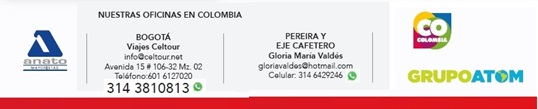 NUESTRAS OFICINAS EN COLOMBIA
anato
BOGOTÁ
Viajes Celtour
info@celtour.net
Avenida 15 # 106-32 Mz. 02
Teléfono:601 6127020
314 3810813
PEREIRA Y
EJE CAFETERO
Gloria María Valdés
gloriavaldes@hotmail.com
Celular: 314 6429246
CO
COLOMBIA
GRUPOATOM